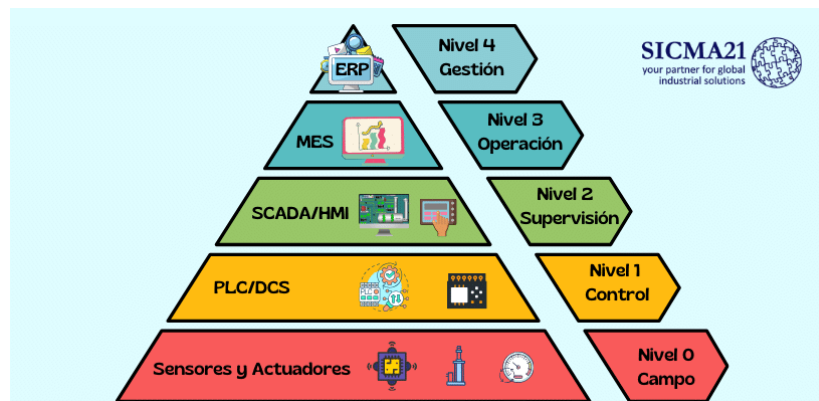 ERP
Nivel 4
Gestión
SICMA21
your partner for global
industrial solutions
MES
Nivel 3
Operación
SCADA/HMI
Nivel 2
Supervisión
PLC/DCS
Nivel 1
Control
Sensores y Actuadores
Nivel 0
Campo